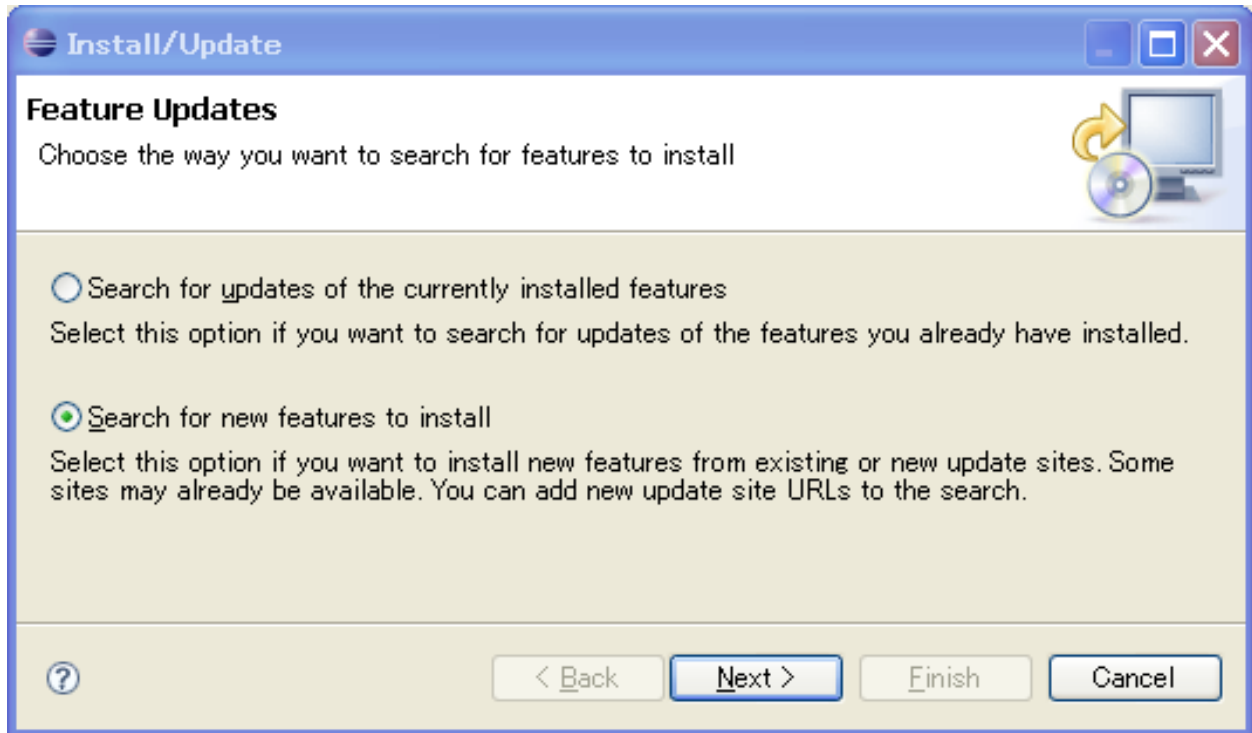 Install/Update
Feature Updates
Choose the way you want to search for features to install
Search for updates of the currently installed features
Select this option if you want to search for updates of the features you already have installed.
Search for new features to install
Select this option if you want to install new features from existing or new update sites. Some
sites may already be available. You can add new update site URLs to the search.
? < Back Next > Finish Cancel